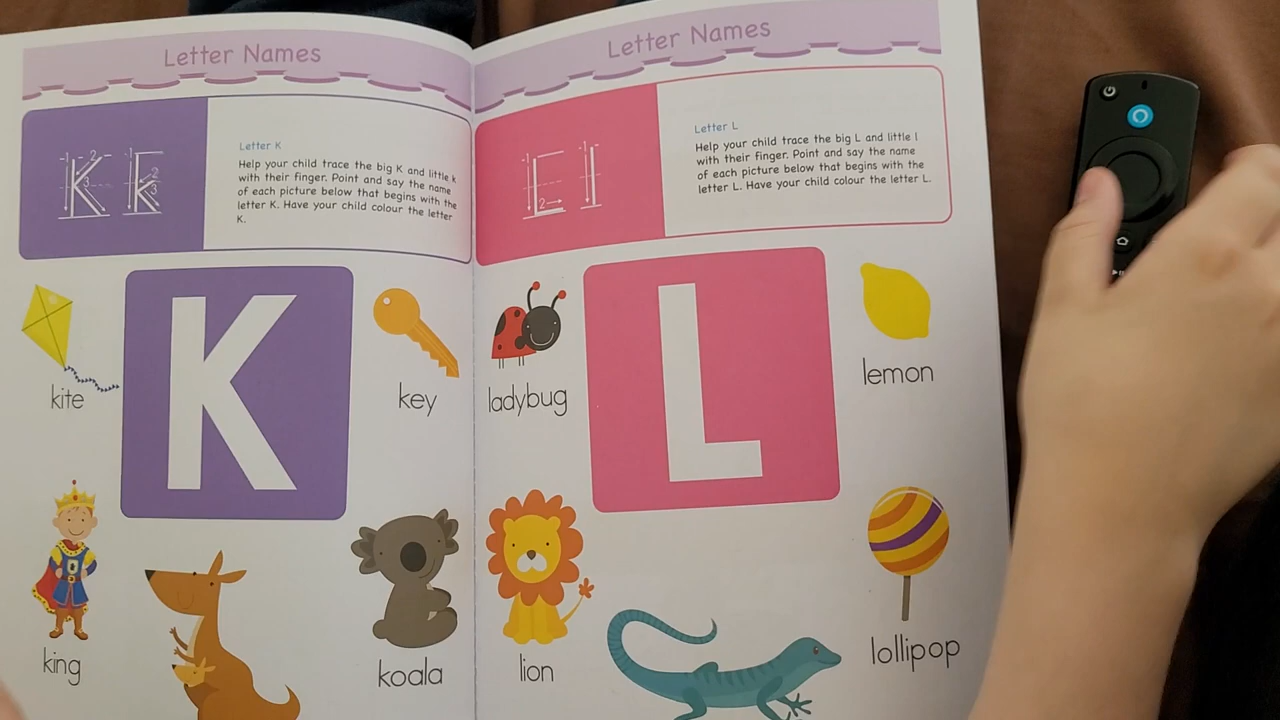 Letter Names
K k
Letter K
Help your child trace the big K and little k
with their finger. Point and say the name
of each picture below that begins with the
letter K. Have your child colour the letter
K.
kite
K
key
king
koala
Letter Names
L l
Letter L
Help your child trace the big L and little l
with their finger. Point and say the name
of each picture below that begins with the
letter L. Have your child colour the letter L.
ladybug
L
lemon
lion
lollipop